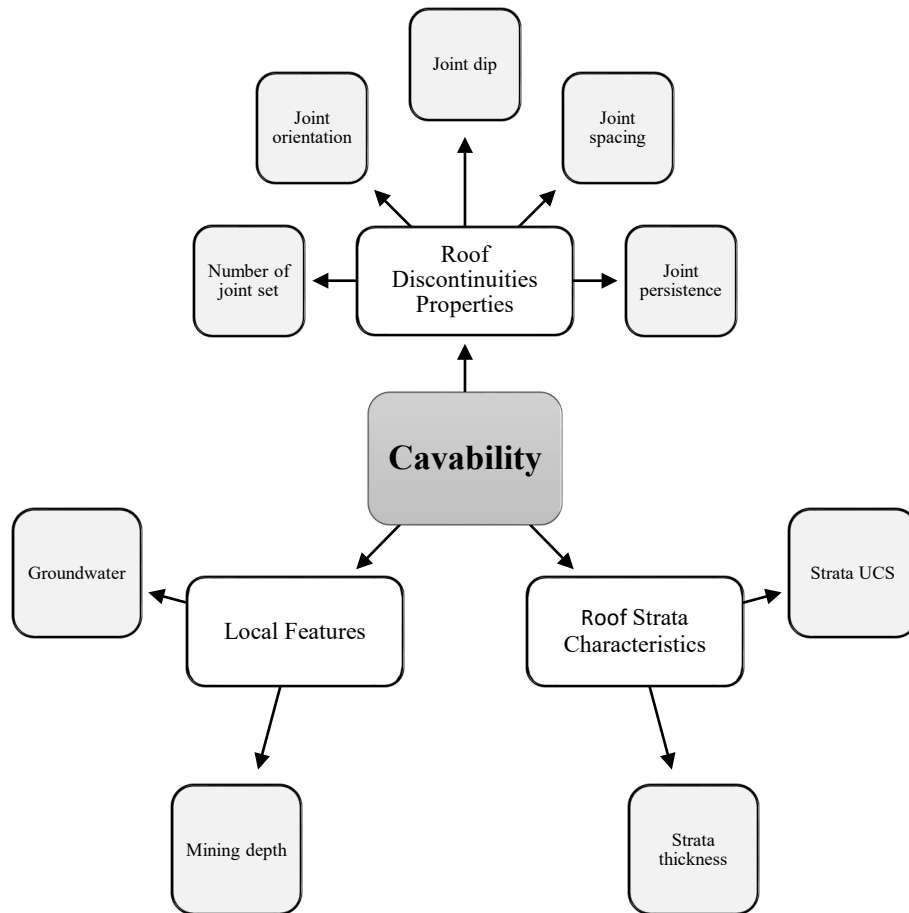 Joint dip
Joint
orientation
Joint
spacing
Number of
joint set
Roof
Discontinuities
Properties
Joint
persistence
Cavability
Groundwater
Strata UCS
Local Features
Roof Strata
Characteristics
Mining depth
Strata
thickness